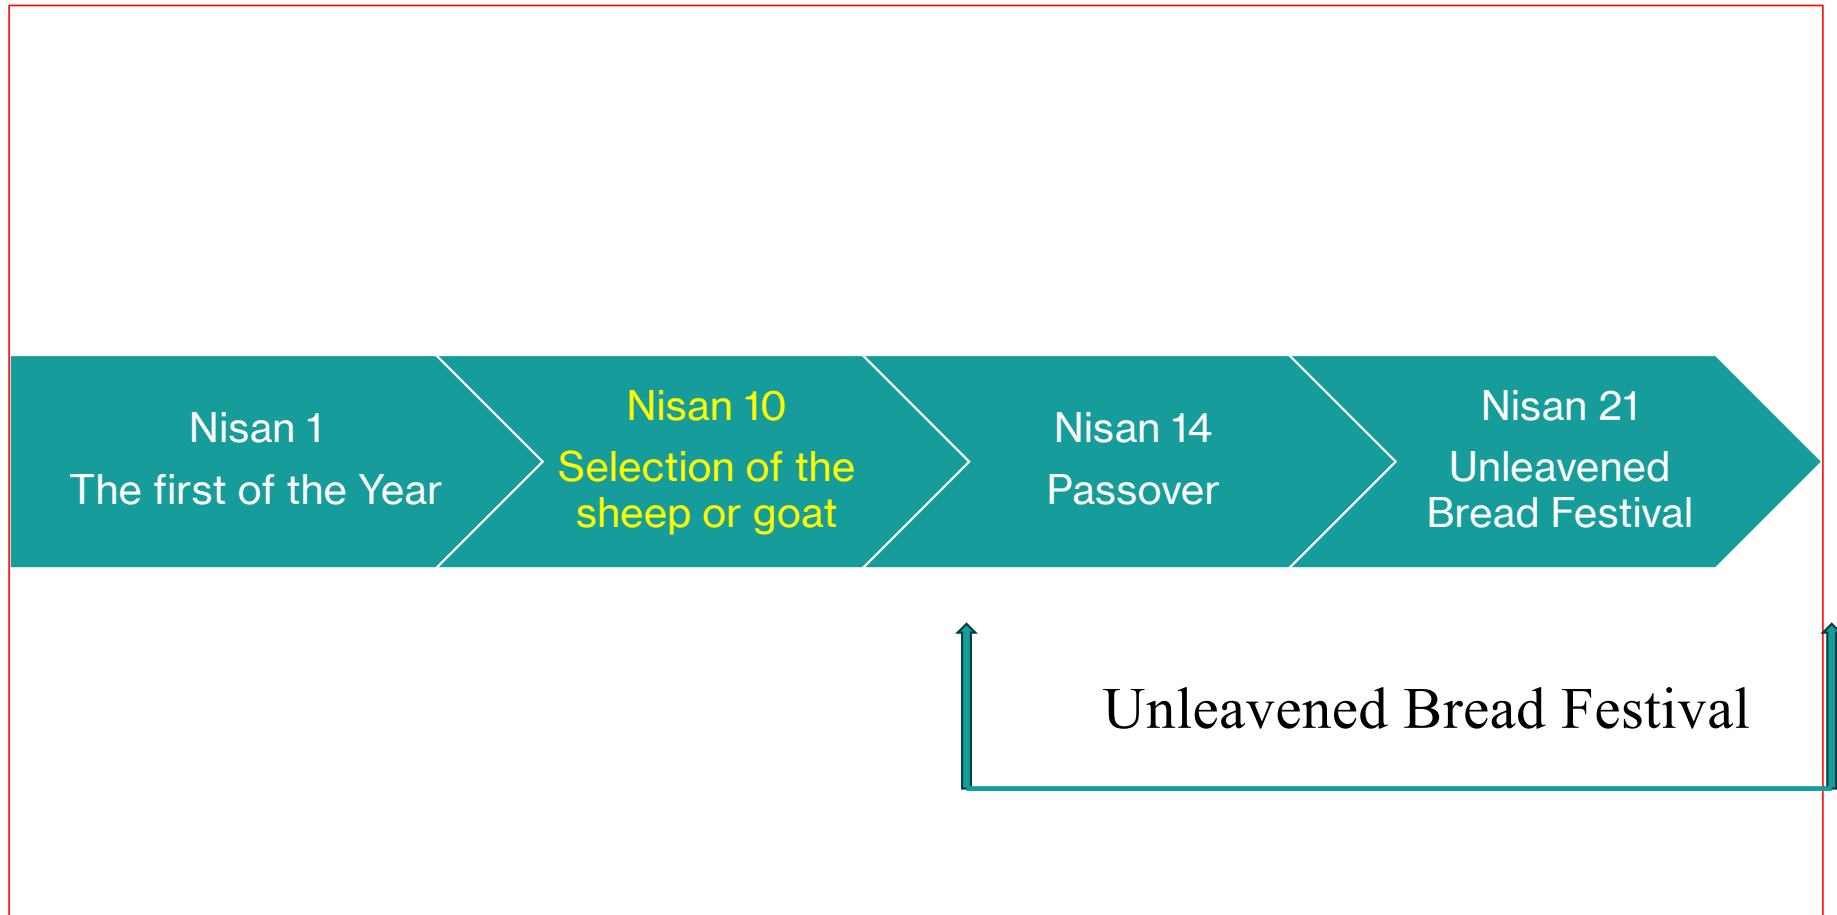 Nisan 1
The first of the Year
Nisan 10
Selection of the
sheep or goat
Nisan 14
Passover
Nisan 21
Unleavened
Bread Festival
Unleavened Bread Festival